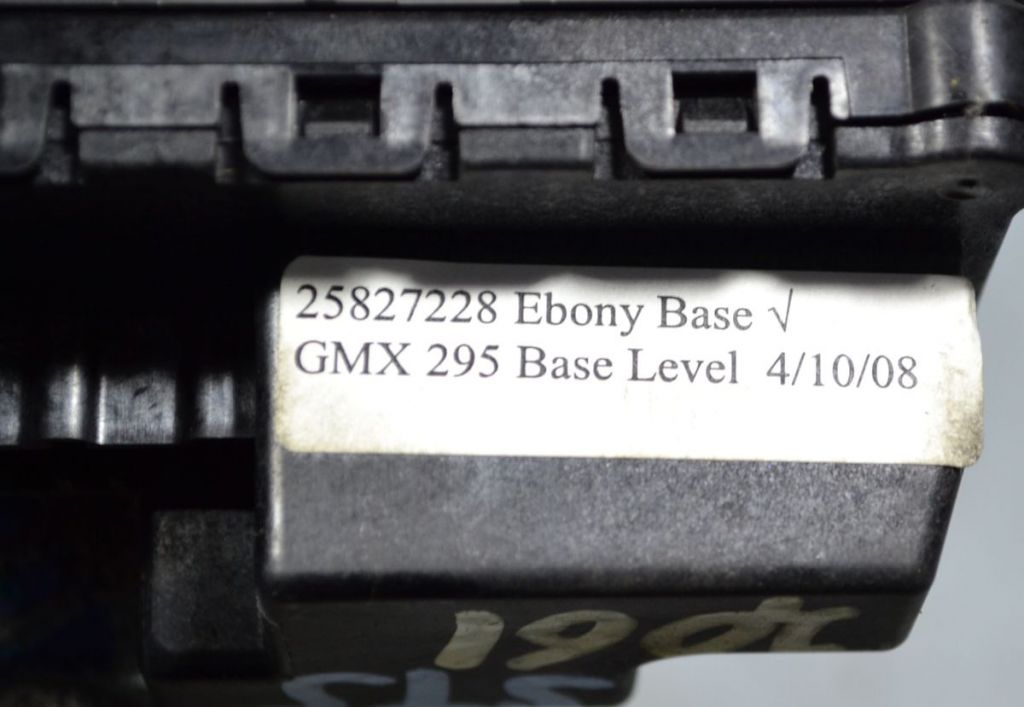 25827228 Ebony Base √
GMX 295 Base Level 4/10/08